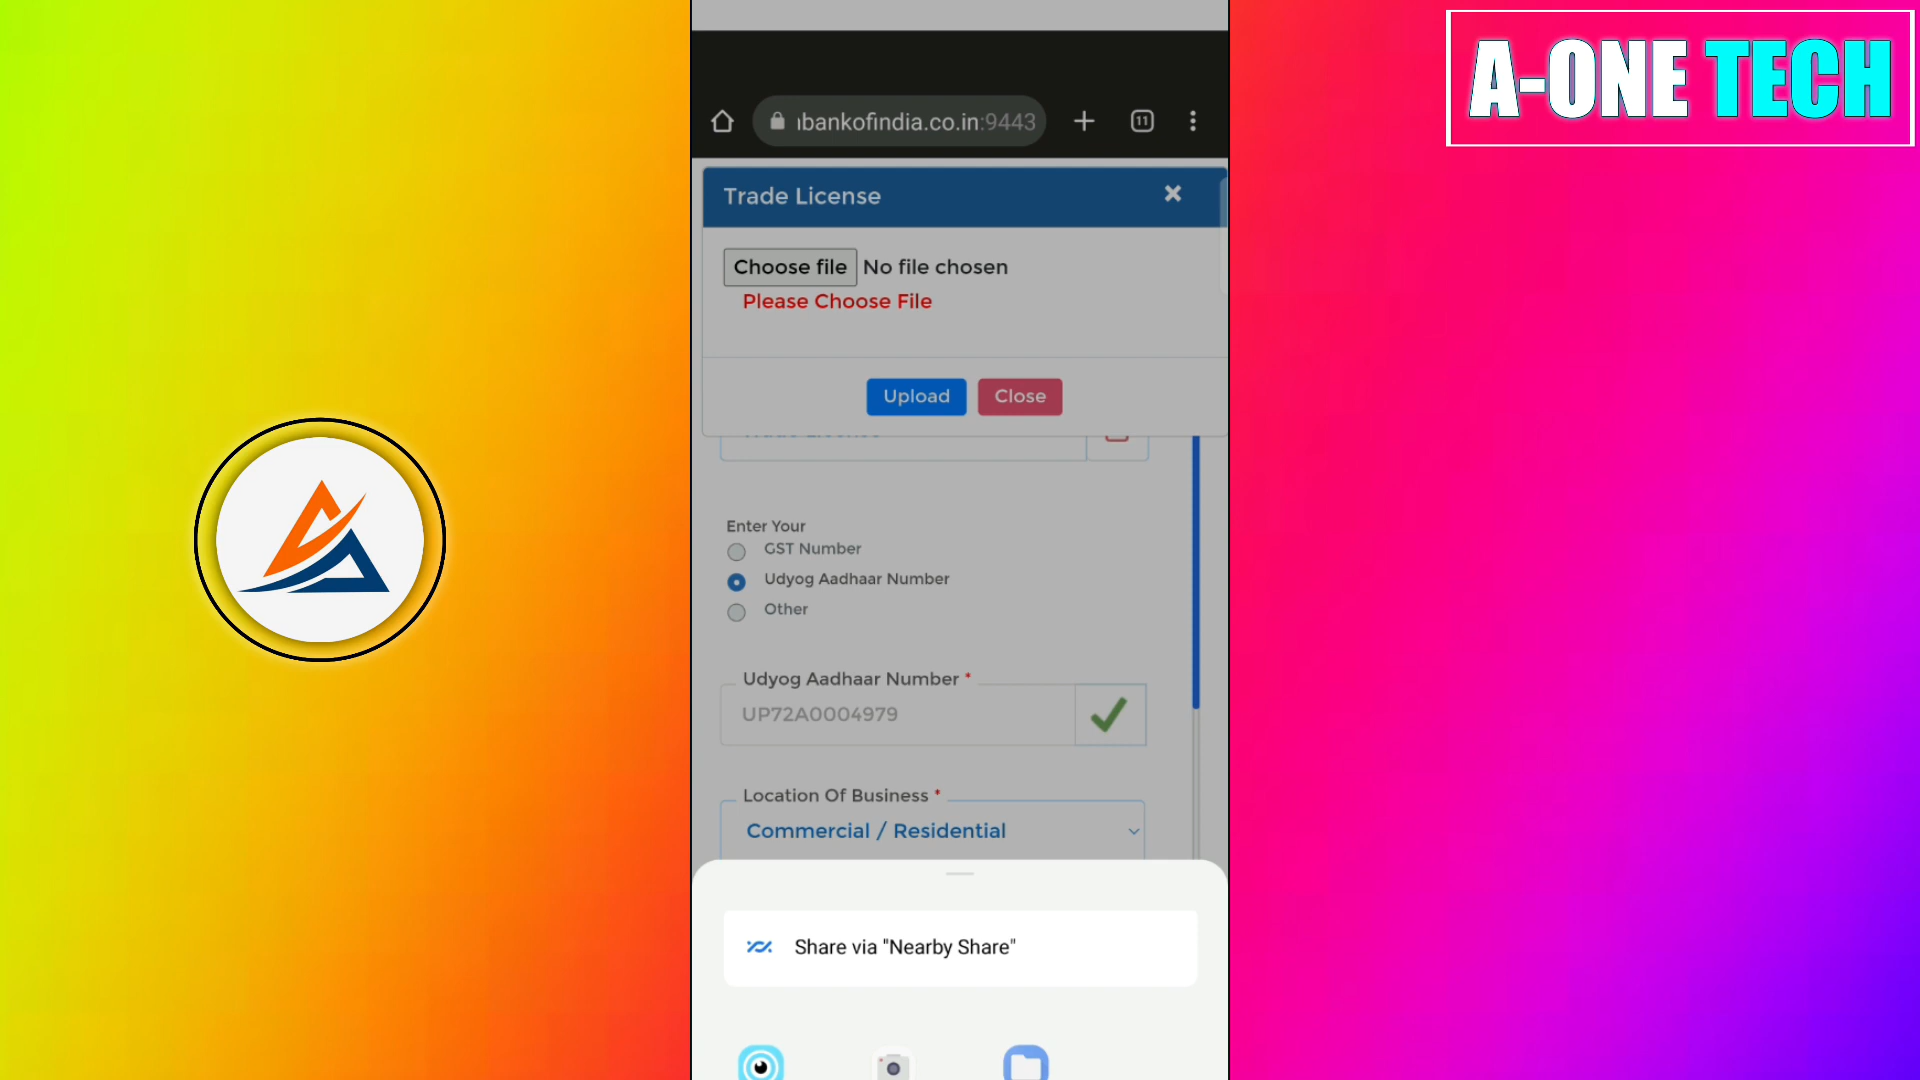 A-ONE TECH
bankofindia.co.in:9443
11
Trade License
Choose file No file chosen
Please Choose File
Upload Close
Enter Your
GST Number
Udyog Aadhaar Number
Other
Udyog Aadhaar Number *
UP72A0004979
Location Of Business *
Commercial / Residential
Share via "Nearby Share"